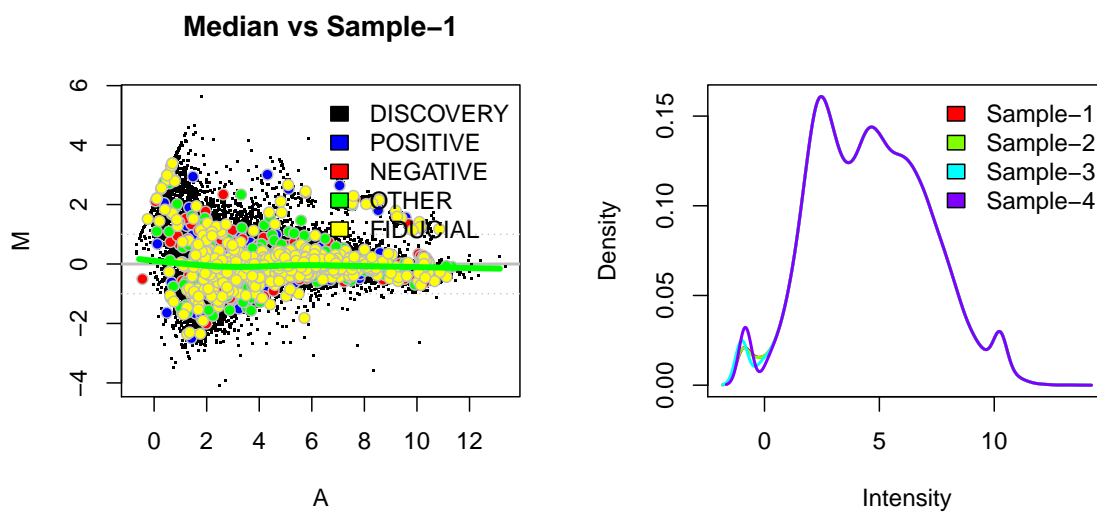 Median vs Sample−1
6
4
2
0
−2
−4
M
0 2 4 6 8 10 12
A
DISCOVERY
POSITIVE
NEGATIVE
OTHER
FIDUCIAL
0.15
0.10
0.05
0.00
Density
0 5 10
Intensity
Sample−1
Sample−2
Sample−3
Sample−4